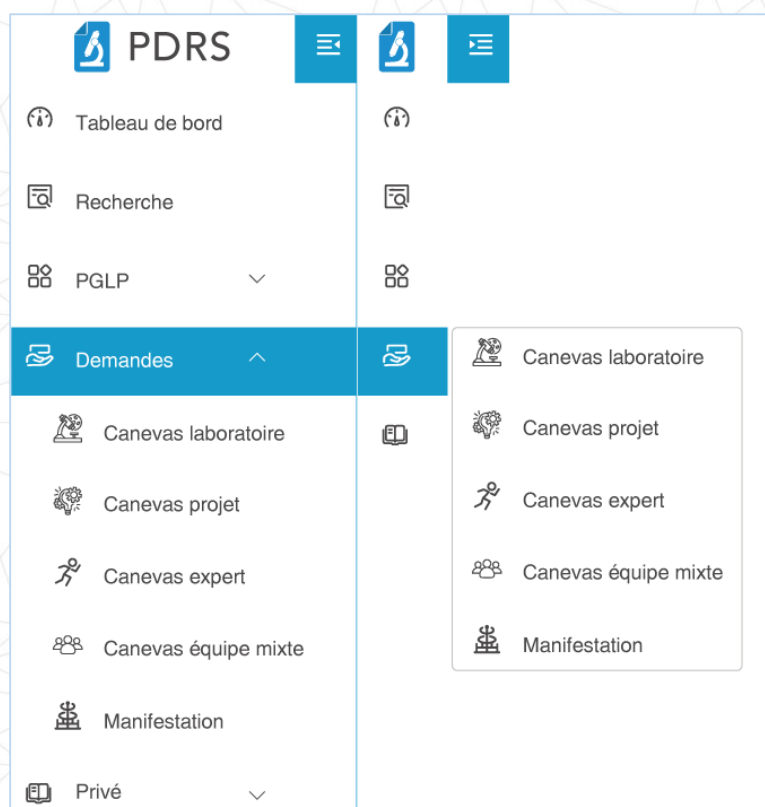 PDRS
Tableau de bord
Recherche
PGLP
Demandes
Canevas laboratoire
Canevas projet
Canevas expert
Canevas équipe mixte
Manifestation
Privé
Canevas laboratoire
Canevas projet
Canevas expert
Canevas équipe mixte
Manifestation